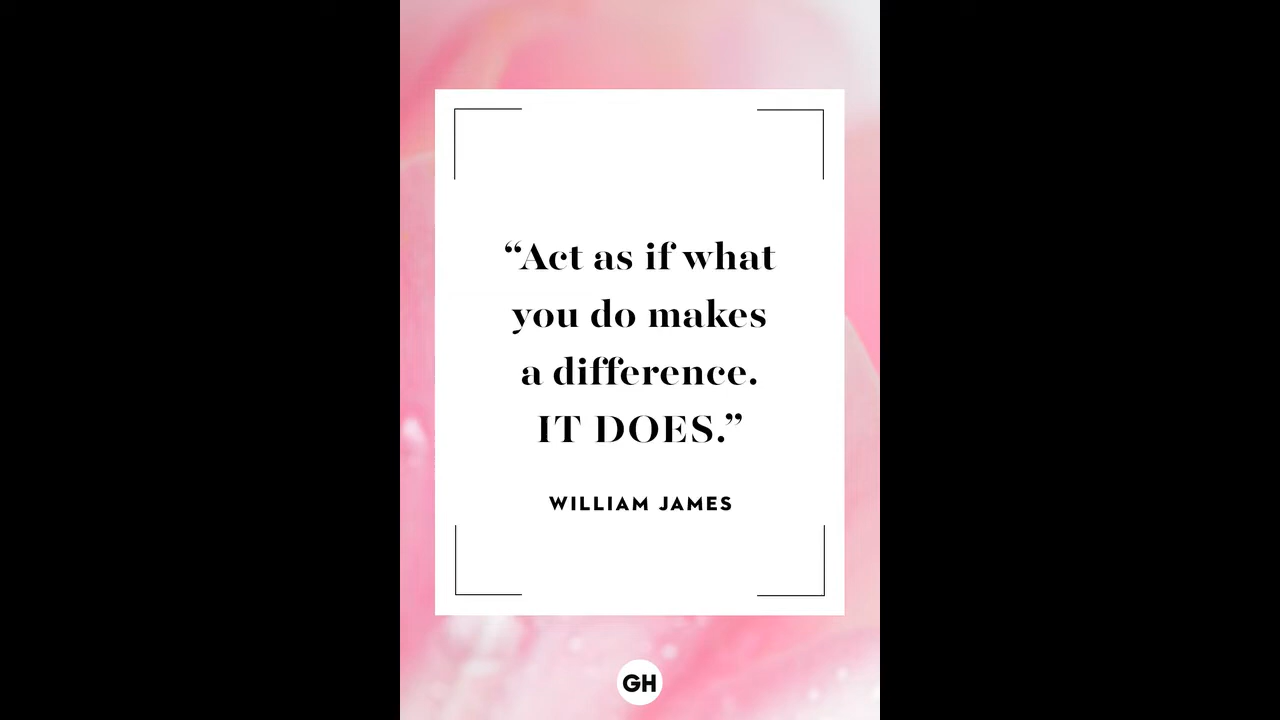 “Act as if what
you do makes
a difference.
IT DOES.”
WILLIAM JAMES
GH